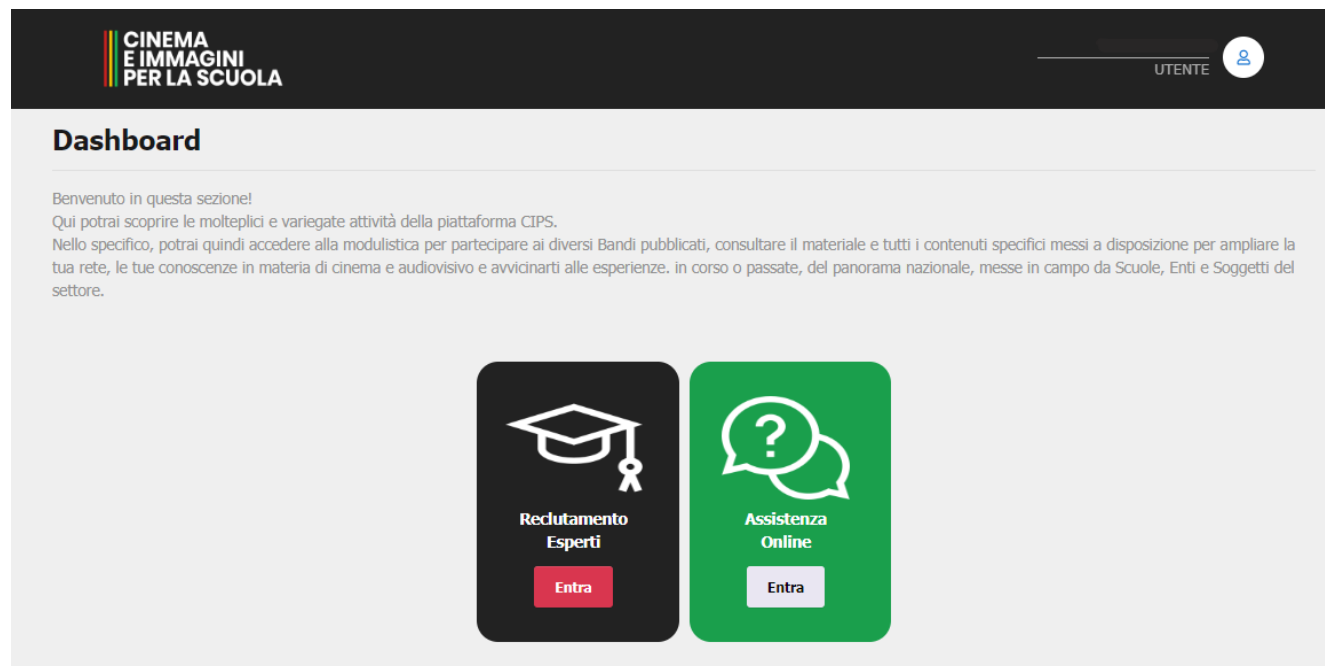 CINEMA
E IMMAGINI
PER LA SCUOLA
UTENTE
Dashboard
Benvenuto in questa sezione!
Qui potrai scoprire le molteplici e variegate attività della piattaforma CIPS.
Nello specifico, potrai quindi accedere alla modulistica per partecipare ai diversi Bandi pubblicati, consultare il materiale e tutti i contenuti specifici messi a disposizione per ampliare la
tua rete, le tue conoscenze in materia di cinema e audiovisivo e avvicinarti alle esperienze. in corso o passate, del panorama nazionale, messe in campo da Scuole, Enti e Soggetti del
settore.
Reclutamento
Esperti
Entra
?
Assistenza
Online
Entra